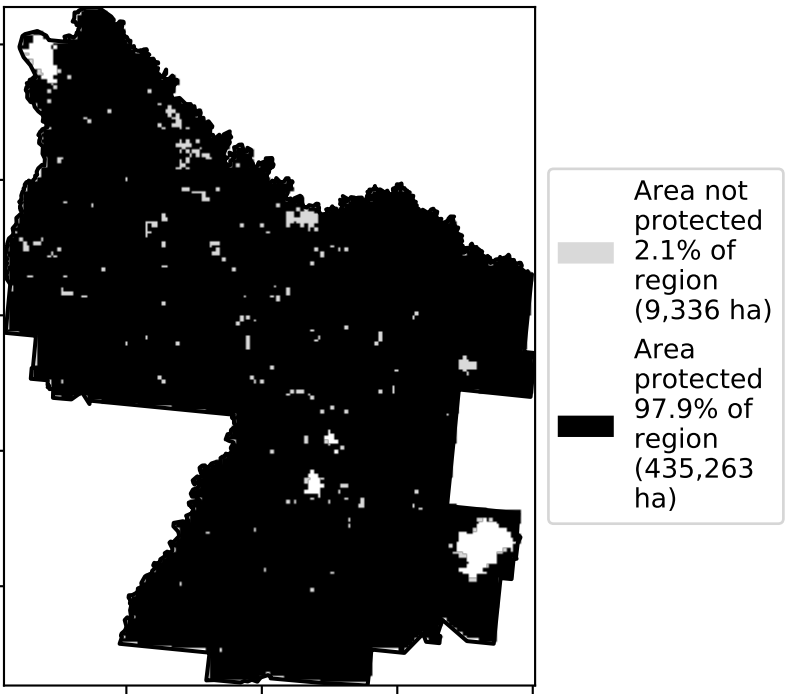 Area not
protected
2.1% of
region
(9,336 ha)
Area
protected
97.9% of
region
(435,263
ha)